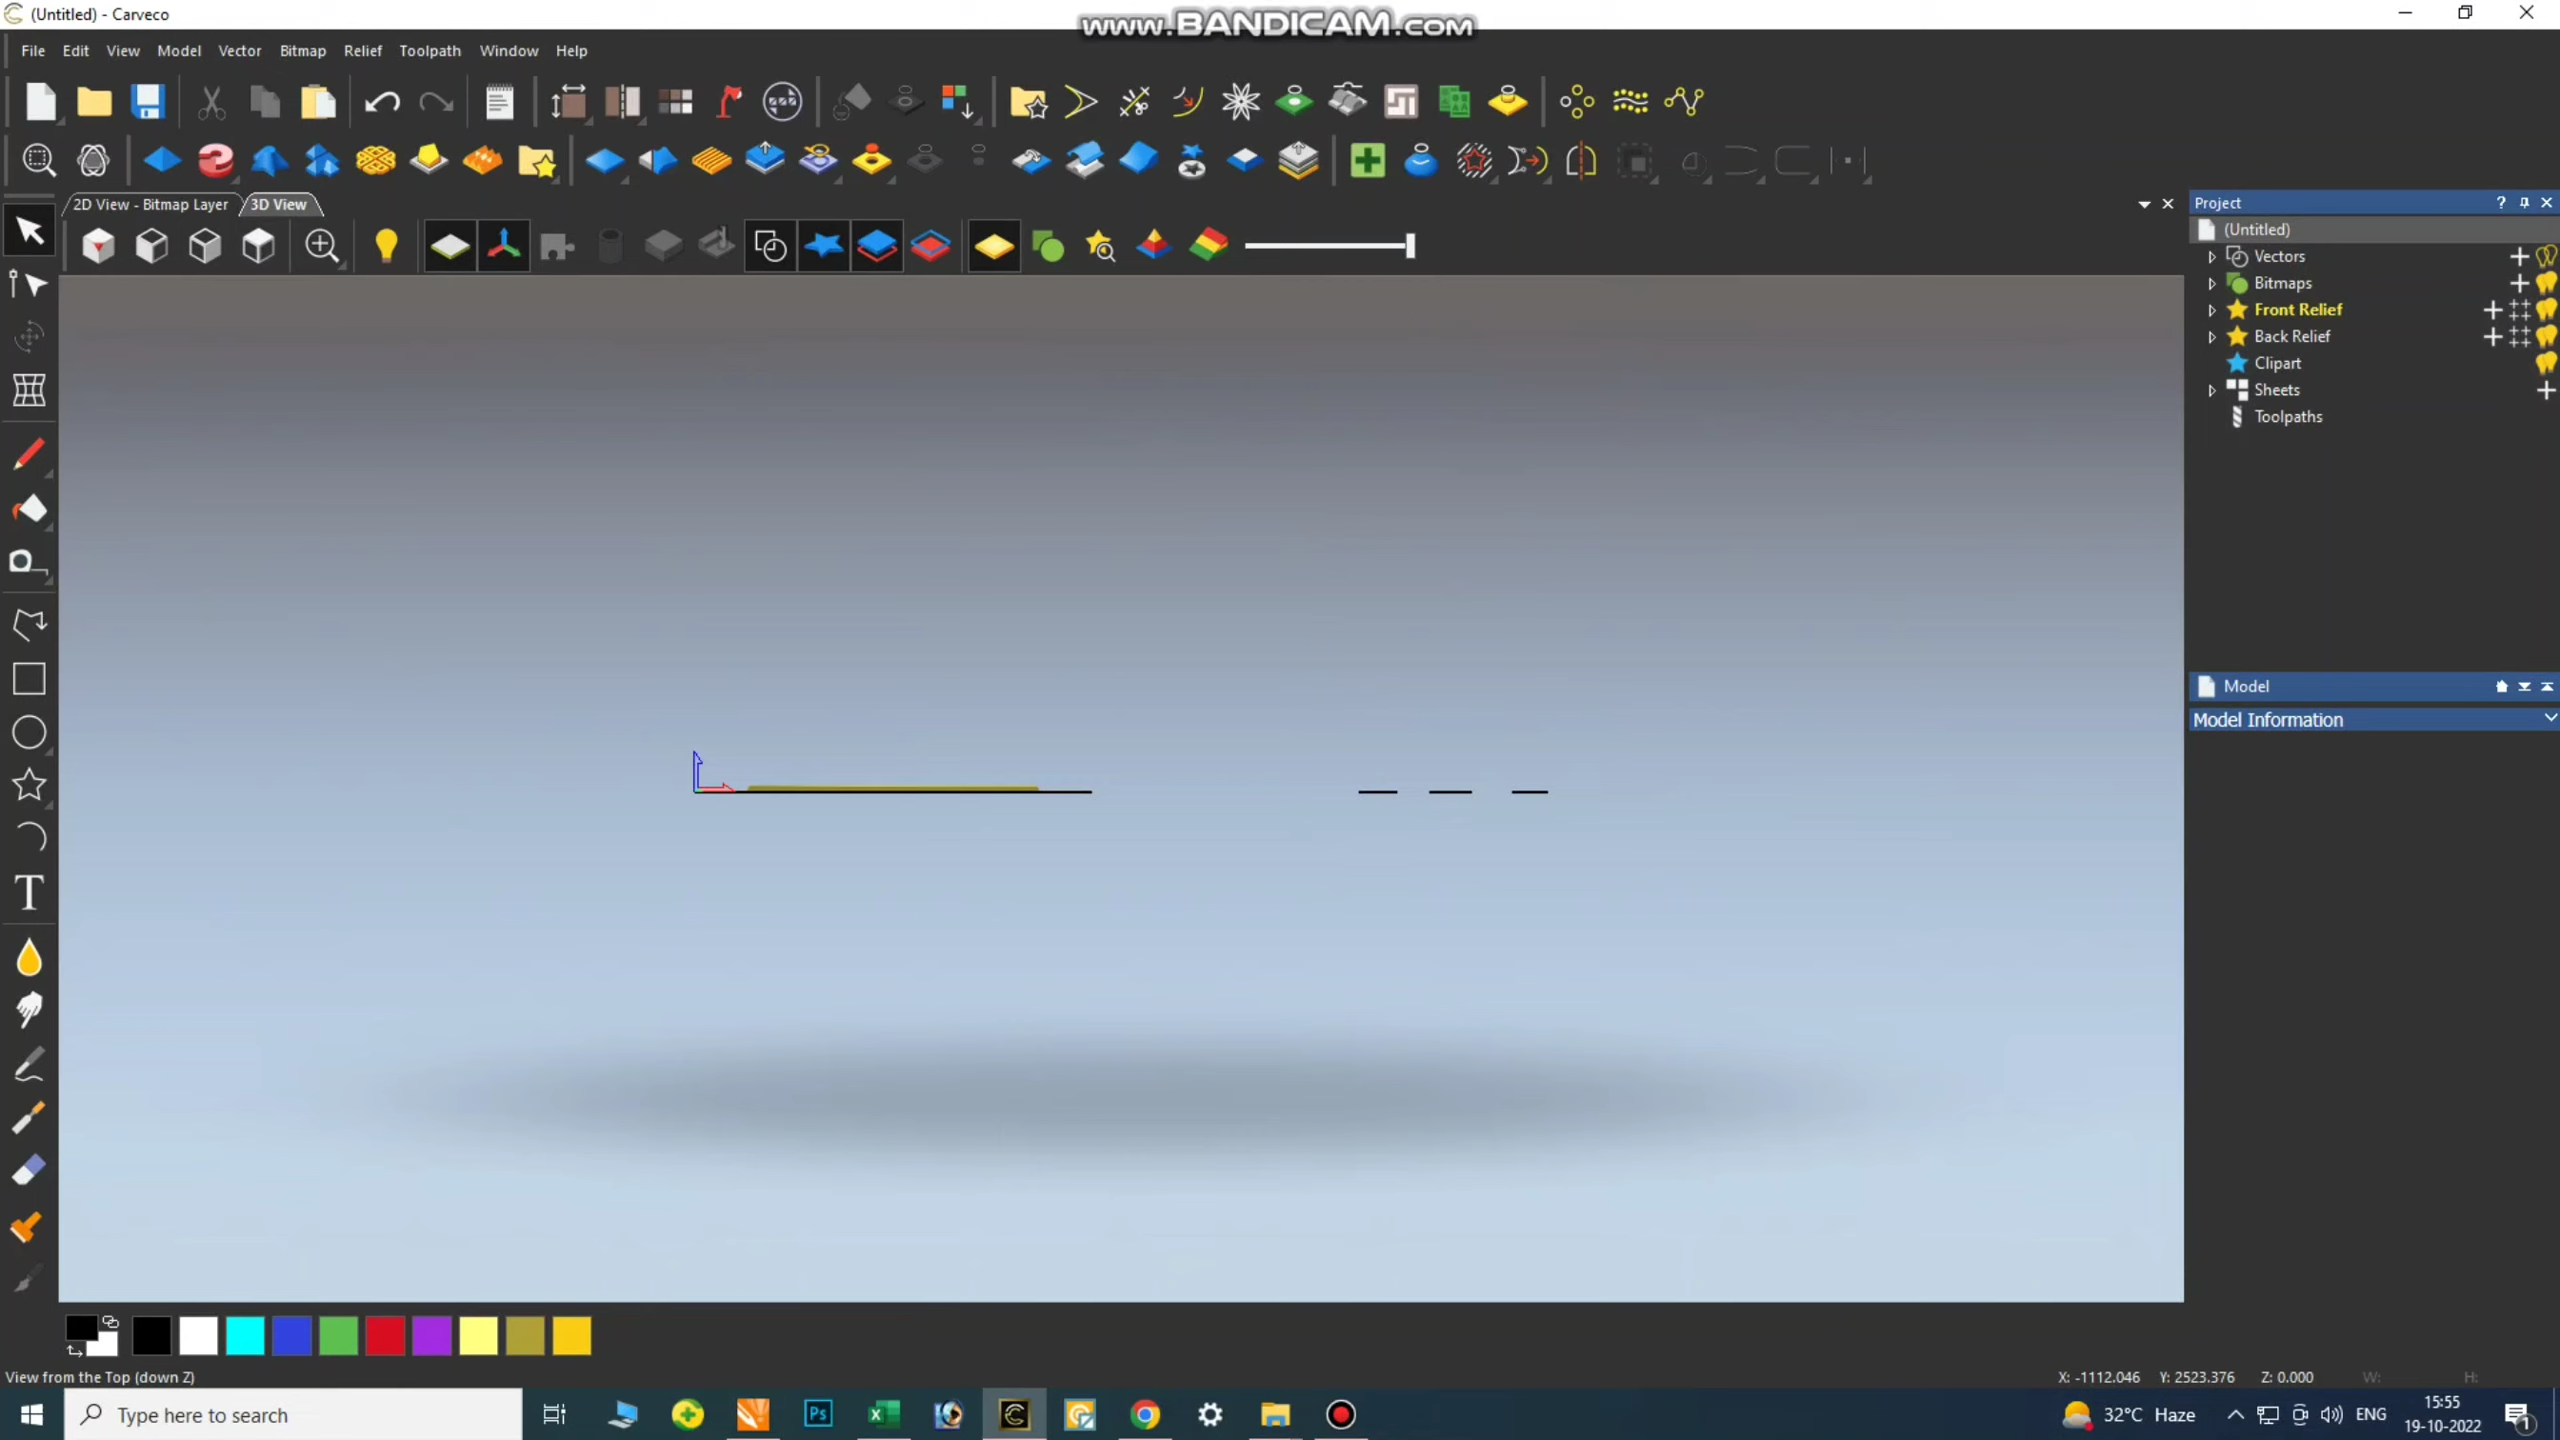 (Untitled) - Carveco
www.BANDICAM.com
File Edit View Model Vector Bitmap Relief Toolpath Window Help
2D View - Bitmap Layer 3D View
Project
(Untitled)
Vectors
Bitmaps
Front Relief
Back Relief
Clipart
Sheets
Toolpaths
Model
Model Information
T
View from the Top (down Z)
X: -1112.046 Y: 2523.376 Z: 0.000 W: H:
Type here to search
Ps
32°C Haze
ENG
15:55
19-10-2022
1